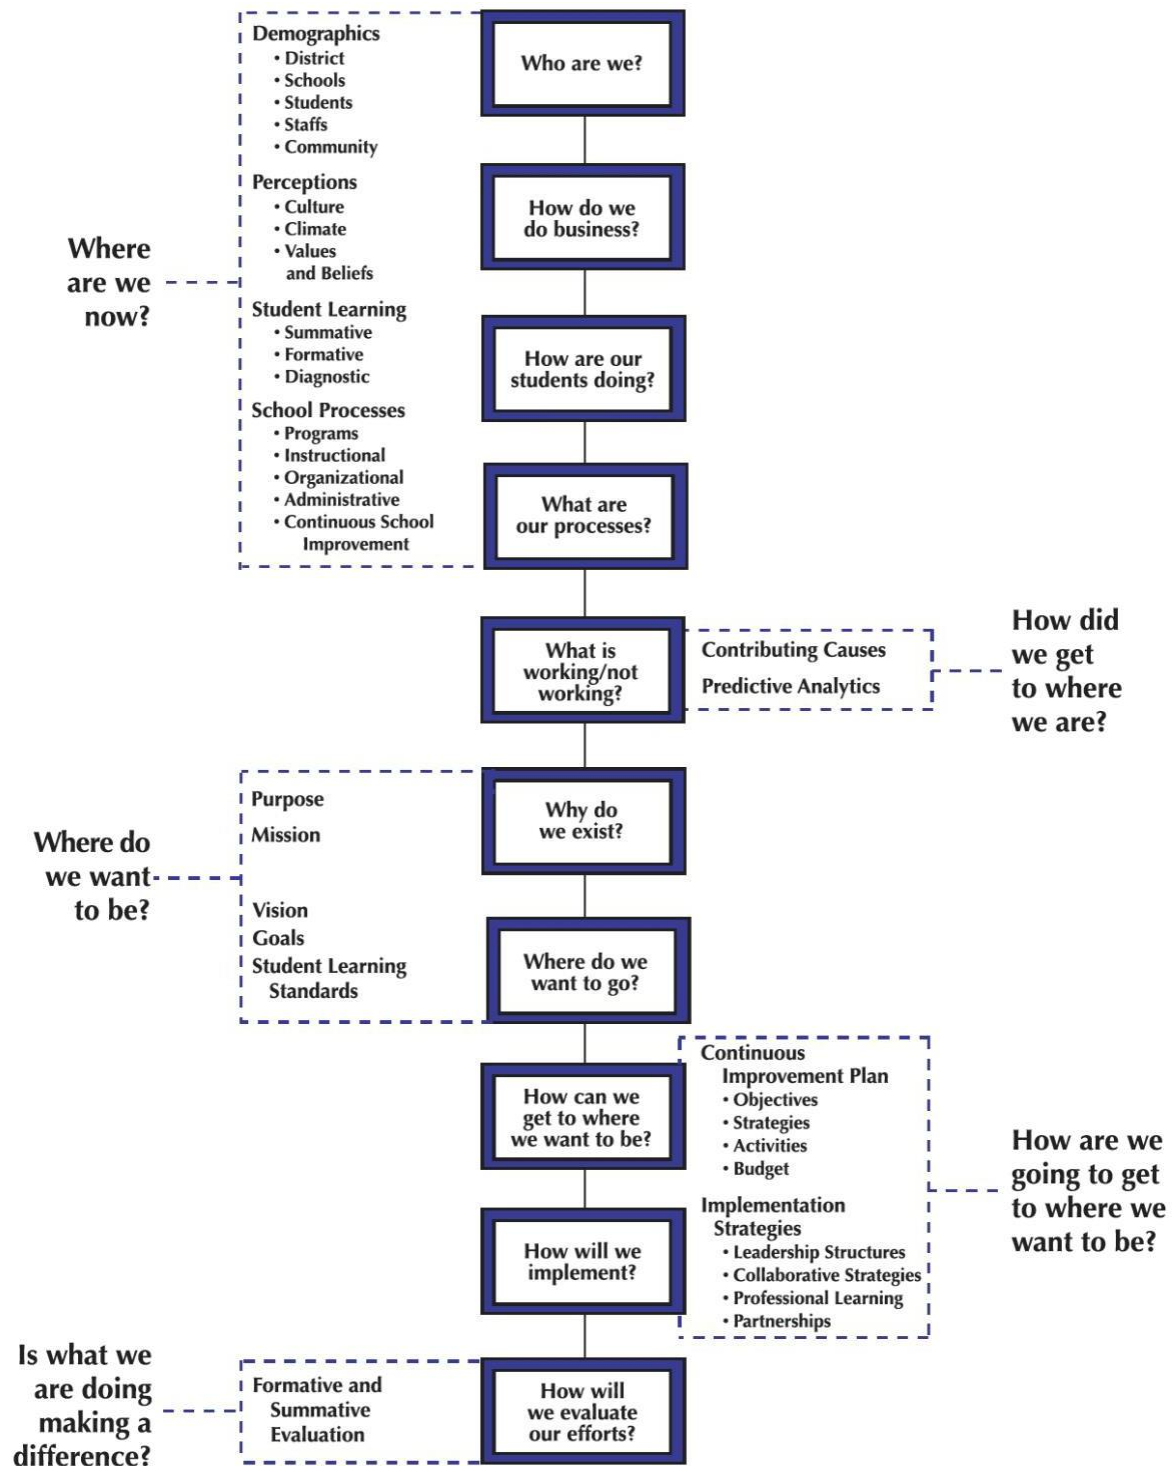 Demographics
• District
• Schools
• Students
• Staffs
• Community
Who are we?
Perceptions
• Culture
• Climate
• Values
and Beliefs
How do we
do business?
Where
are we
now?
Student Learning
• Summative
• Formative
• Diagnostic
How are our
students doing?
School Processes
• Programs
• Instructional
• Organizational
• Administrative
• Continuous School
Improvement
What are
our processes?
What is
working/not
working?
Contributing Causes
Predictive Analytics
How did
we get
to where
we are?
Where do
we want
to be?
Purpose
Mission
Why do
we exist?
Vision
Goals
Student Learning
Standards
Where do we
want to go?
How can we
get to where
we want to be?
Continuous
Improvement Plan
• Objectives
• Strategies
• Activities
• Budget
How are we
going to get
to where we
want to be?
How will we
implement?
Implementation
Strategies
• Leadership Structures
• Collaborative Strategies
• Professional Learning
• Partnerships
Is what we
are doing
making a
difference?
Formative and
Summative
Evaluation
How will
we evaluate
our efforts?